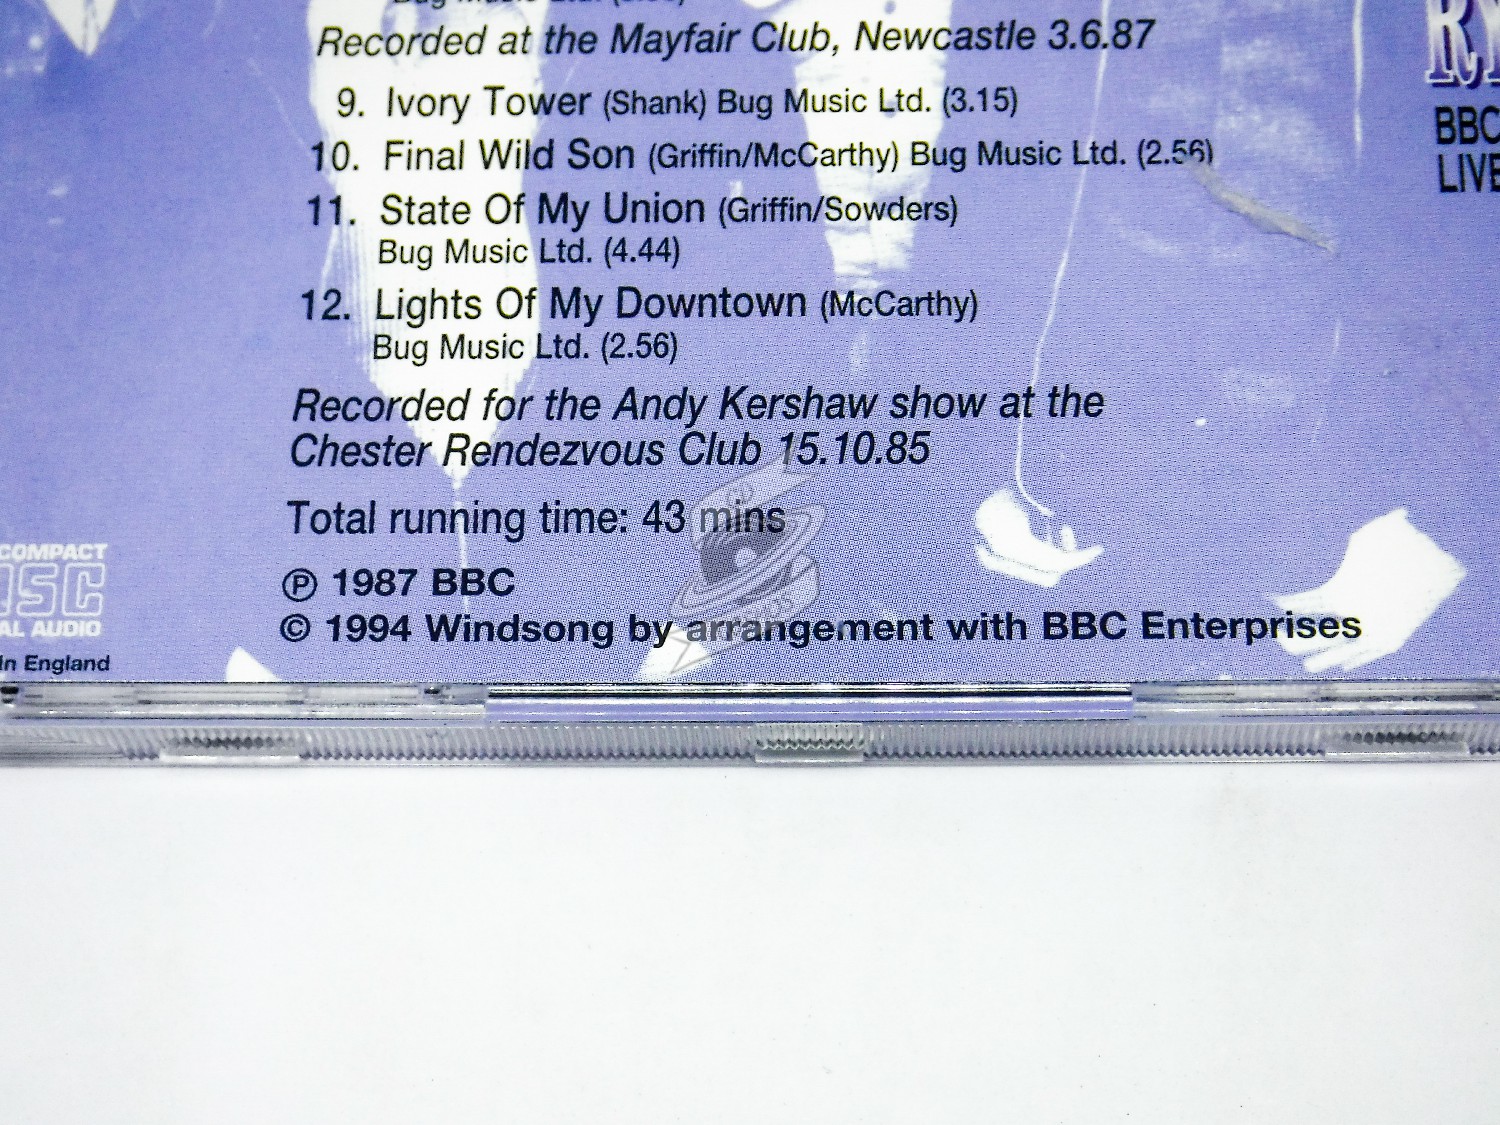 Recorded at the Mayfair Club, Newcastle 3.6.87
9. Ivory Tower (Shank) Bug Music Ltd. (3.15)
10. Final Wild Son (Griffin/McCarthy) Bug Music Ltd. (2.56)
11. State Of My Union (Griffin/Sowders)
Bug Music Ltd. (4.44)
12. Lights Of My Downtown (McCarthy)
Bug Music Ltd. (2.56)
Recorded for the Andy Kershaw show at the
Chester Rendezvous Club 15.10.85
Total running time: 43 mins
℗ 1987 BBC
© 1994 Windsong by arrangement with BBC Enterprises
COMPACT
AL AUDIO
In England
BBC
LIVE